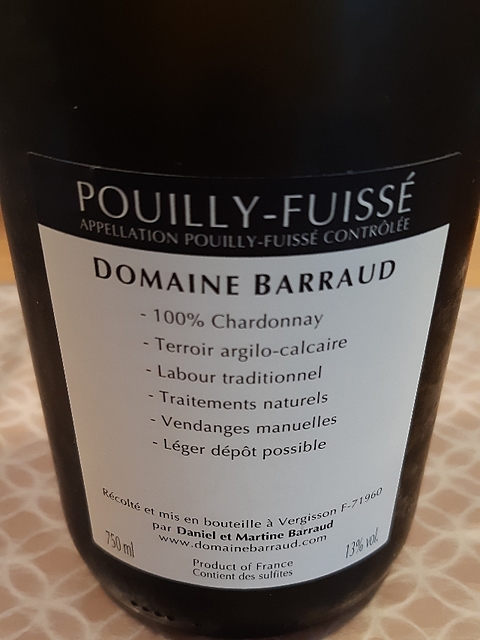 POUILLY-FUISSÉ
APPELLATION POUILLY-FUISSÉ CONTRÔLÉE
DOMAINE BARRAUD
- 100% Chardonnay
- Terroir argilo-calcaire
- Labour traditionnel
- Traitements naturels
- Vendanges manuelles
- Léger dépôt possible
Récolté et mis en bouteille à Vergisson F-71960
par Daniel et Martine Barraud
www.domainebarraud.com
750 ml
13% vol.
Product of France
Contient des sulfites